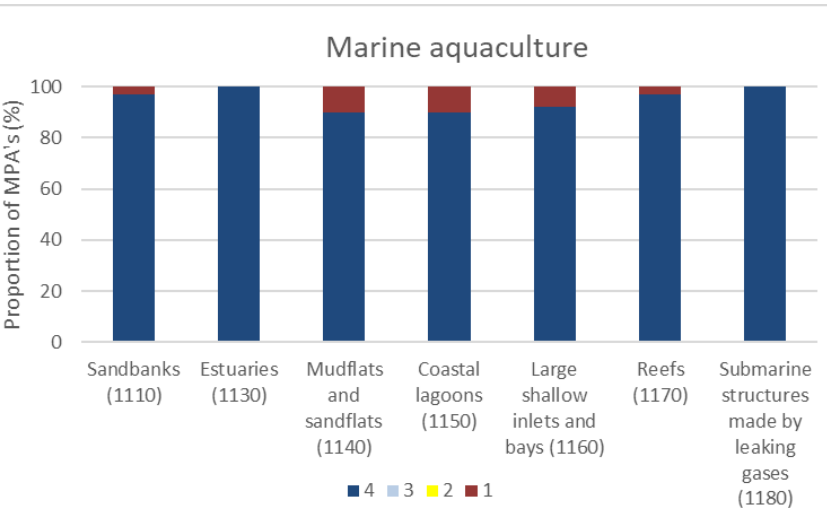 Marine aquaculture
Proportion of MPA`s (%)
100
80
60
40
20
0
Sandbanks
(1110)
Estuaries
(1130)
Mudflats
and
sandflats
(1140)
Coastal
lagoons
(1150)
Large
shallow
inlets and
bays (1160)
Reefs
(1170)
Submarine
structures
made by
leaking
gases
(1180)
4 3 2 1